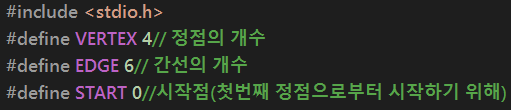 #include <stdio.h>
#define VERTEX 4// 정점의 개수
#define EDGE 6// 간선의 개수
#define START 0//시작점(첫번째 정점으로부터 시작하기 위해)